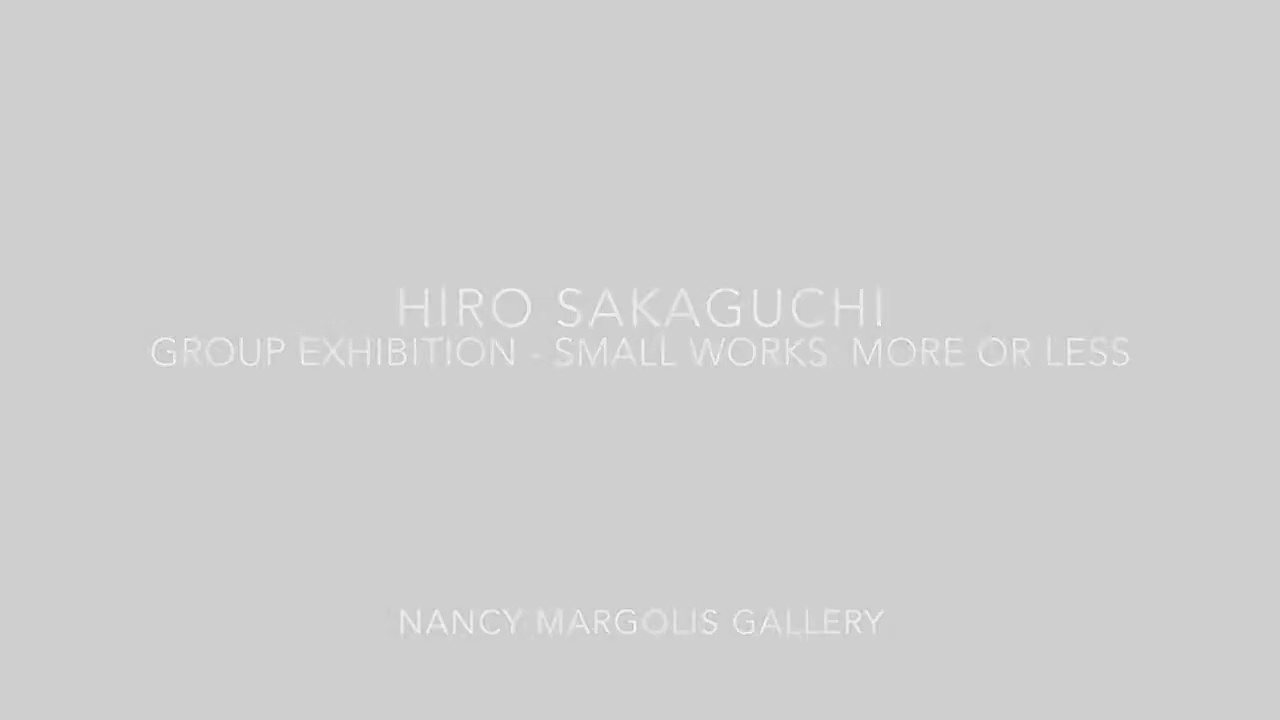 HIRO SAKAGUCHI
GROUP EXHIBITION - SMALL WORKS: MORE OR LESS
NANCY MARGOLIS GALLERY